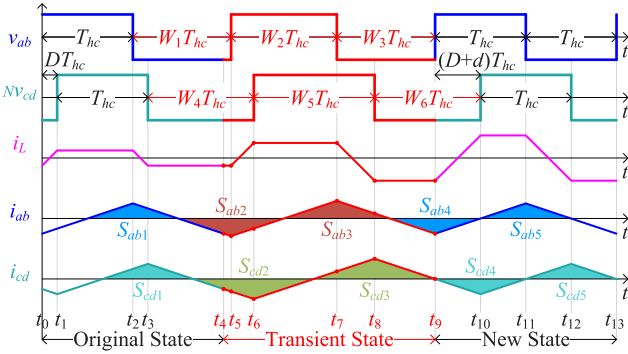 v_ab T_hc W_1T_hc W_2T_hc W_3T_hc T_hc T_hc t
DT_hc (D+d)T_hc
Nv_cd T_hc W_4T_hc W_5T_hc W_6T_hc T_hc t
i_L t
i_ab S_ab1 S_ab2 S_ab3 S_ab4 S_ab5 t
i_cd S_cd1 S_cd2 S_cd3 S_cd4 S_cd5 t
t_0 t_1 t_2 t_3 t_4 t_5 t_6 t_7 t_8 t_9 t_10 t_11 t_12 t_13
Original State Transient State New State